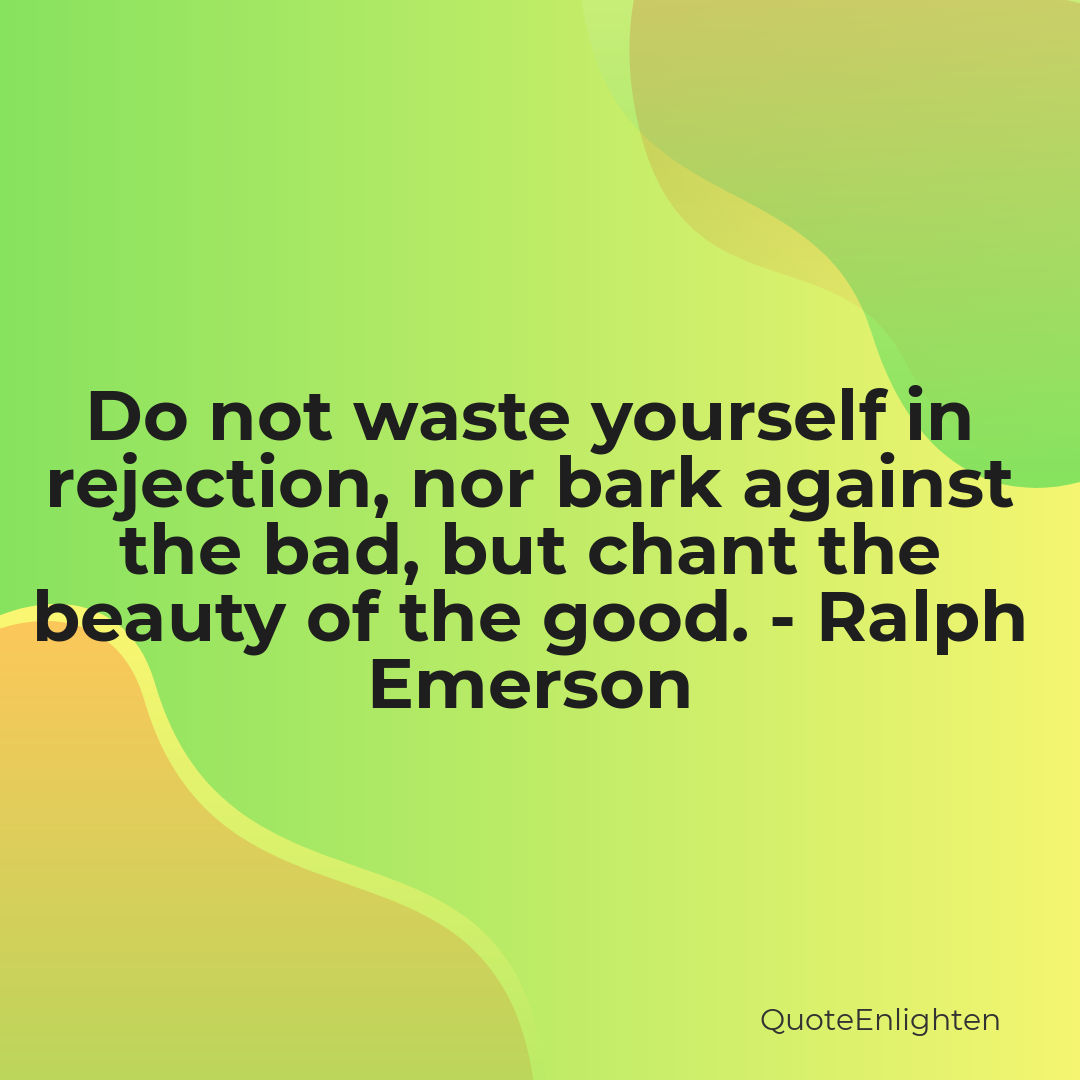 Do not waste yourself in
rejection, nor bark against
the bad, but chant the
beauty of the good. - Ralph
Emerson
QuoteEnlighten